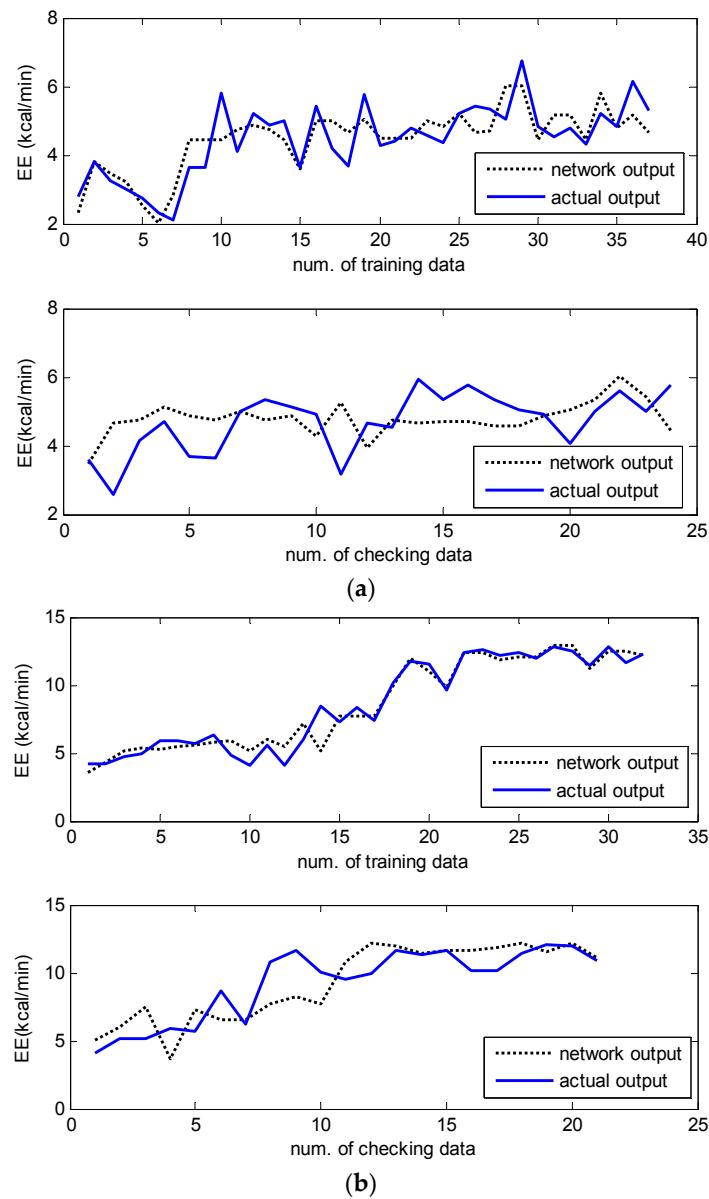 8
6
4
2
EE (kcal/min)
network output
actual output
0 5 10 15 20 25 30 35 40
num. of training data
8
6
4
2
EE(kcal/min)
network output
actual output
0 5 10 15 20 25
num. of checking data
(a)
15
10
5
0
EE (kcal/min)
network output
actual output
0 5 10 15 20 25 30 35
num. of training data
15
10
5
0
EE(kcal/min)
network output
actual output
0 5 10 15 20 25
num. of checking data
(b)